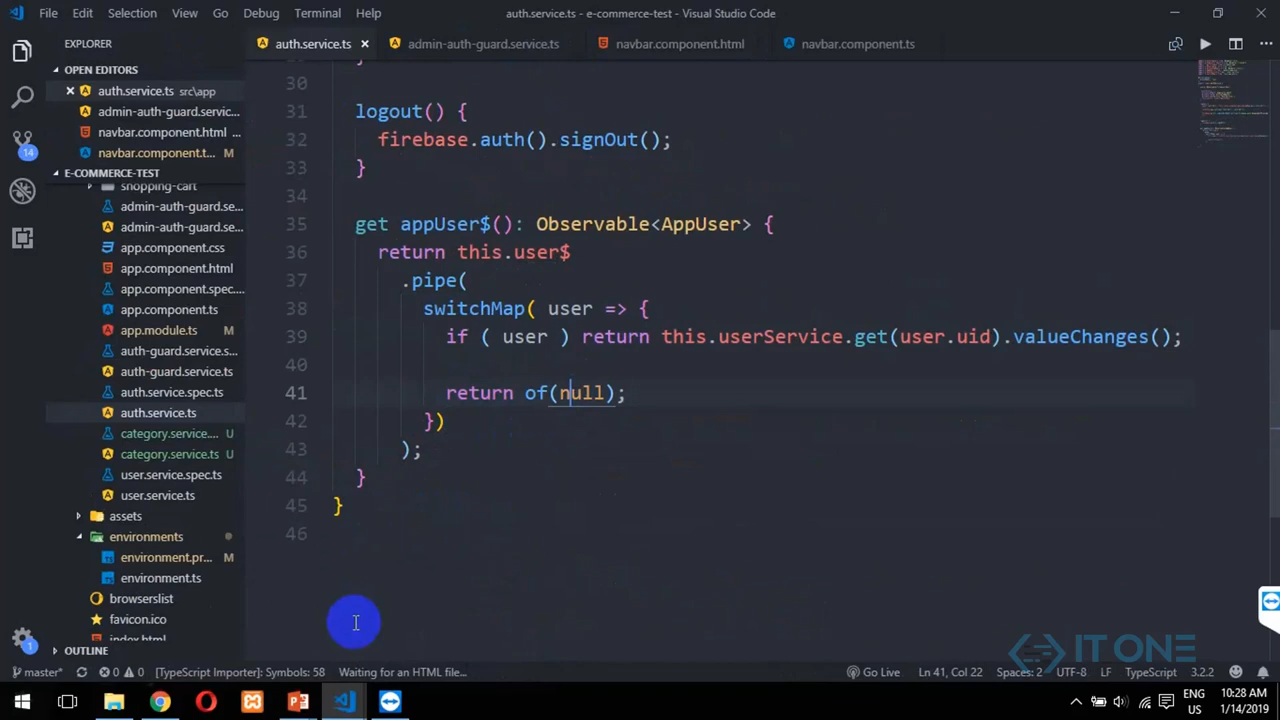 File Edit Selection View Go Debug Terminal Help
auth.service.ts - e-commerce-test - Visual Studio Code
EXPLORER
auth.service.ts
admin-auth-guard.service.ts
navbar.component.html
navbar.component.ts
OPEN EDITORS
auth.service.ts src\app
admin-auth-guard.servic...
navbar.component.html ...
navbar.component.t... M
E-COMMERCE-TEST
shopping-cart
admin-auth-guard.se...
admin-auth-guard.se...
app.component.css
app.component.html
app.component.spec....
app.component.ts
app.module.ts M
auth-guard.service.s...
auth-guard.service.ts
auth.service.spec.ts
auth.service.ts
category.service.... U
category.service.ts U
user.service.spec.ts
user.service.ts
assets
environments
environment.pr... M
environment.ts
browserslist
favicon.ico
index.html
OUTLINE
14
1
30
31 logout() {
32 firebase.auth().signOut();
33 }
34
35 get appUser$(): Observable<AppUser> {
36 return this.user$
37 .pipe(
38 switchMap( user => {
39 if ( user ) return this.userService.get(user.uid).valueChanges();
40
41 return of(null);
42 })
43 );
44 }
45 }
46
IT ONE
master* 0 0 [TypeScript Importer]: Symbols: 58 Waiting for an HTML file... Go Live Ln 41, Col 22 Spaces: 2 UTF-8 LF TypeScript 3.2.2
ENG
US
10:28 AM
1/14/2019